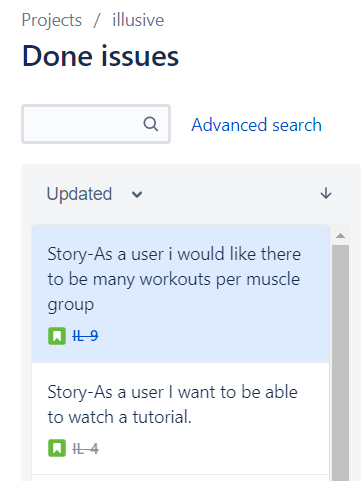 Projects / illusive
Done issues
Advanced search
Updated
Story-As a user i would like there
to be many workouts per muscle
group
IL-9
Story-As a user I want to be able
to watch a tutorial.
IL-4